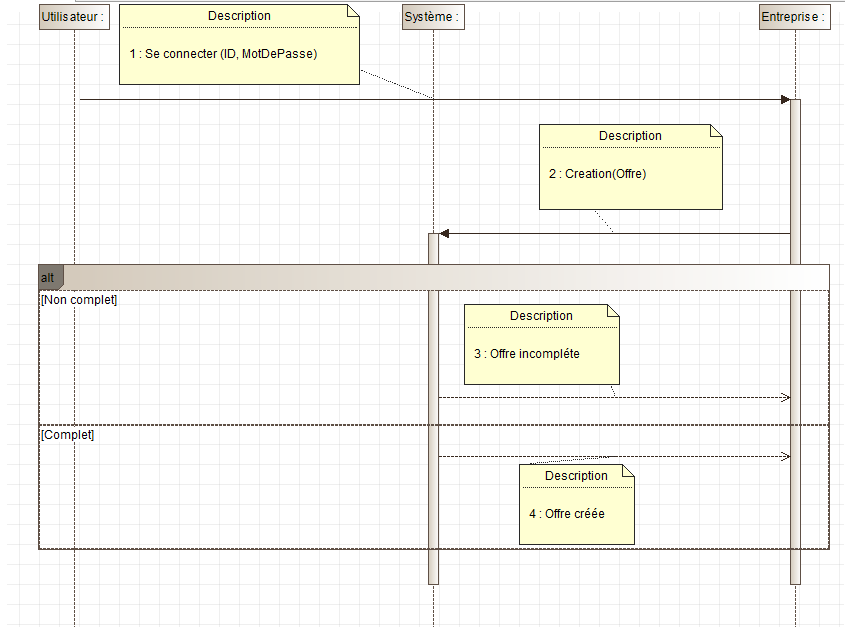 Utilisateur :
Description
Système :
Entreprise :
1 : Se connecter (ID, MotDePasse)
Description
2 : Creation(Offre)
alt
[Non complet]
Description
3 : Offre incompléte
[Complet]
Description
4 : Offre créée